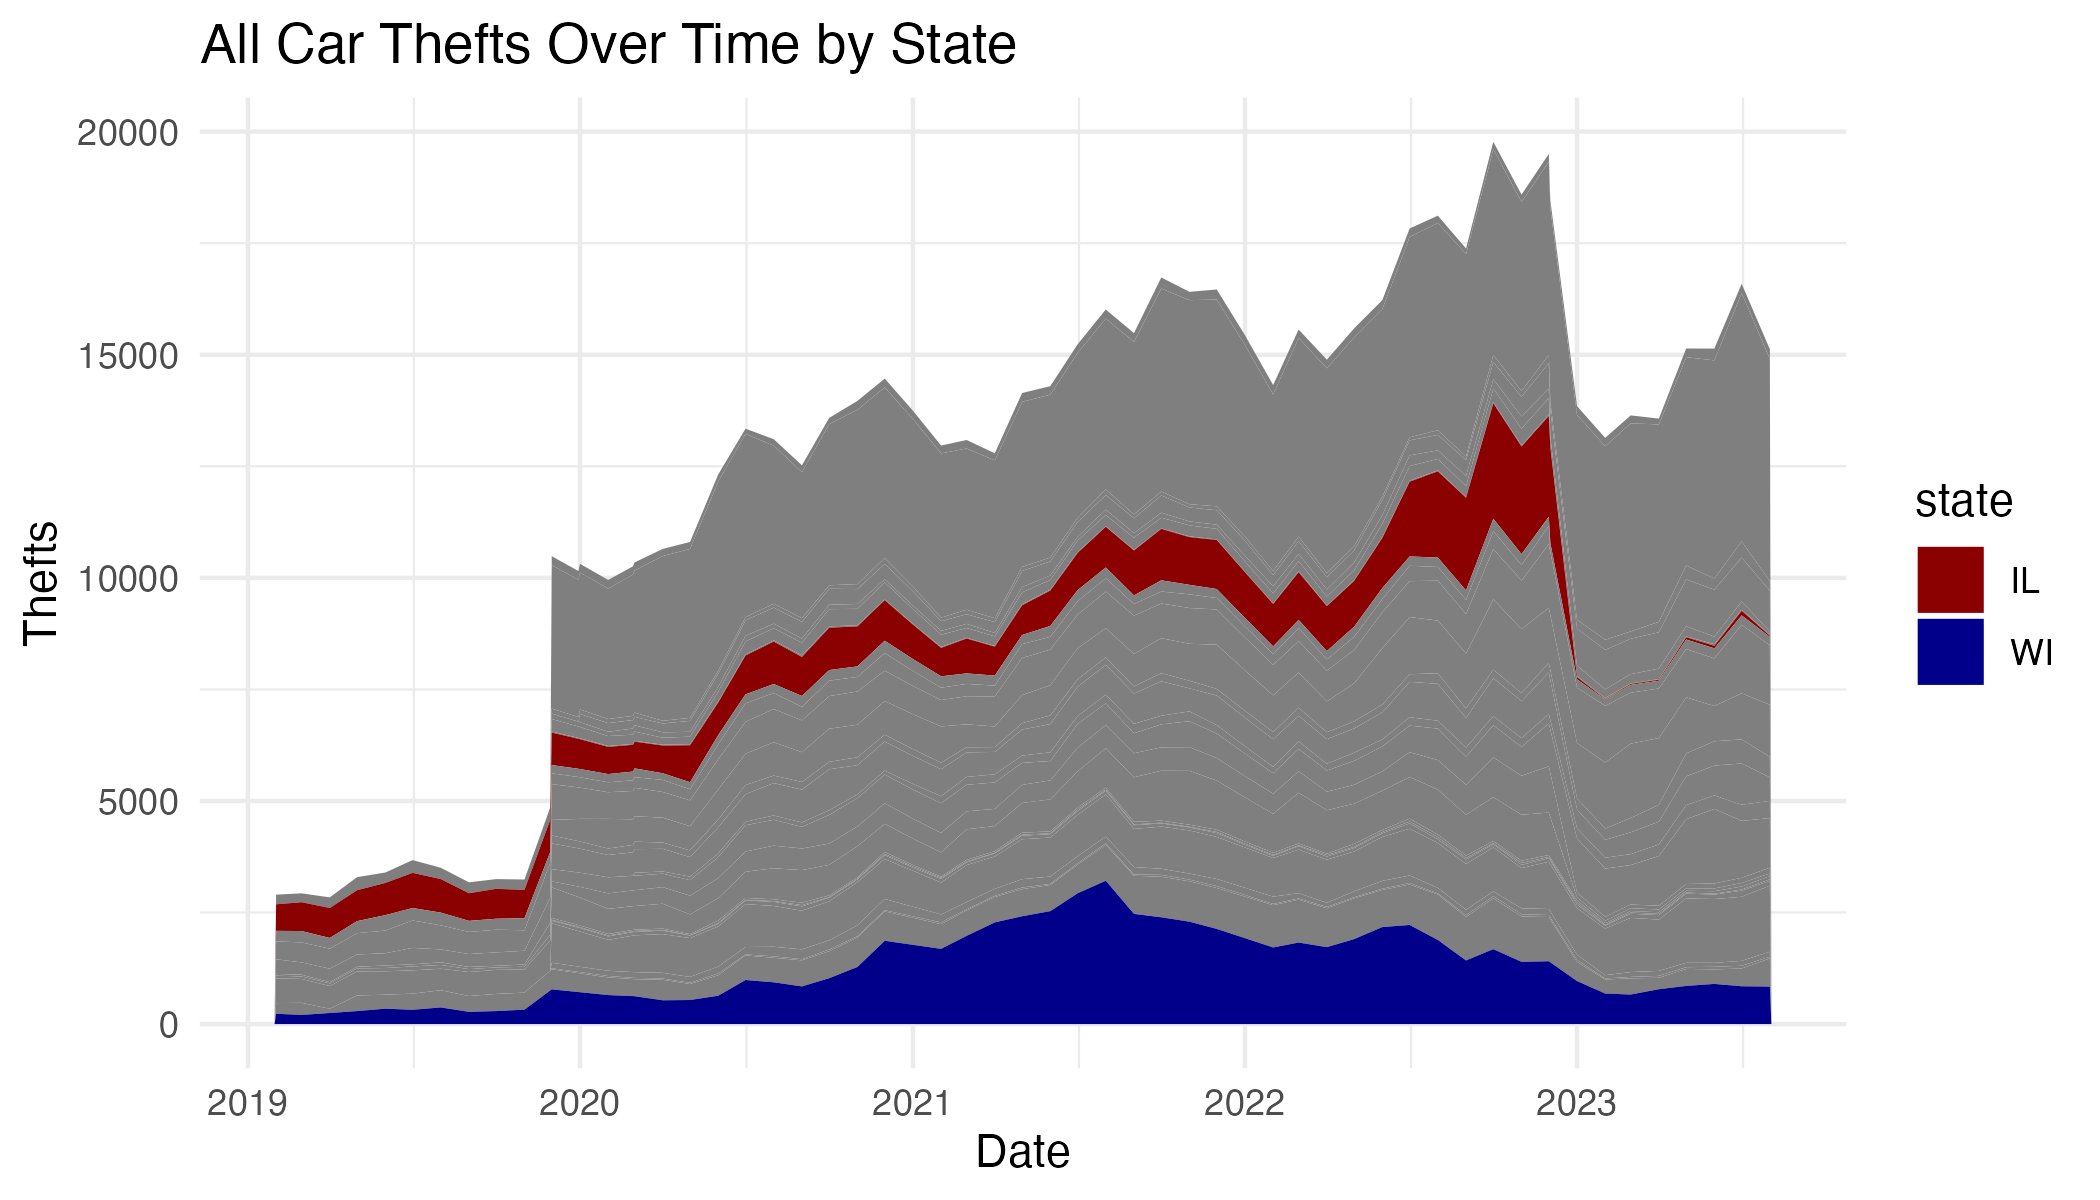 All Car Thefts Over Time by State
20000
15000
10000
5000
0
Thefts
2019 2020 2021 2022 2023
Date
state
IL
WI